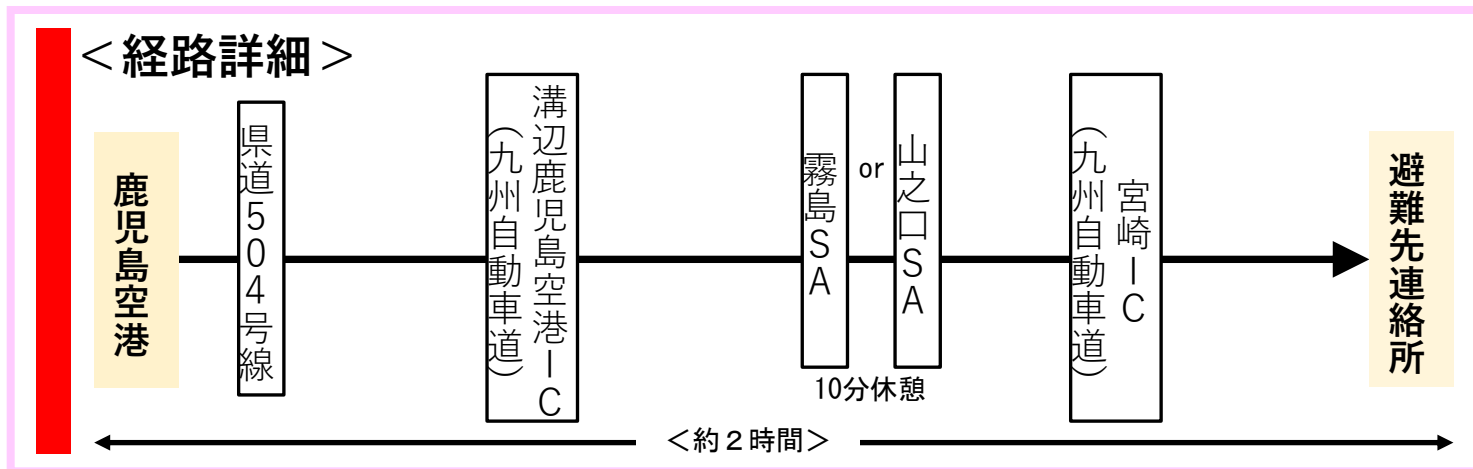 ＜経路詳細＞
鹿児島空港
県道504号線
溝辺鹿児島空港IC
（九州自動車道）
霧島SA
or
山之口SA
10分休憩
宮崎IC
（九州自動車道）
避難先連絡所
＜約２時間＞